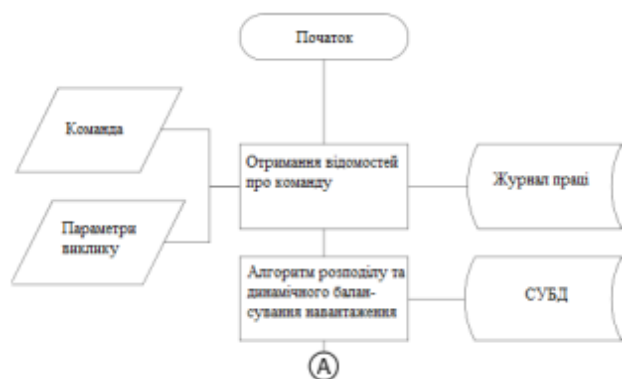 Початок
Команда
Отримання відомостей
про команду
Журнал праці
Параметри
виклику
Алгоритм розподілу та
динамічного балан-
сування навантаження
СУБД
А